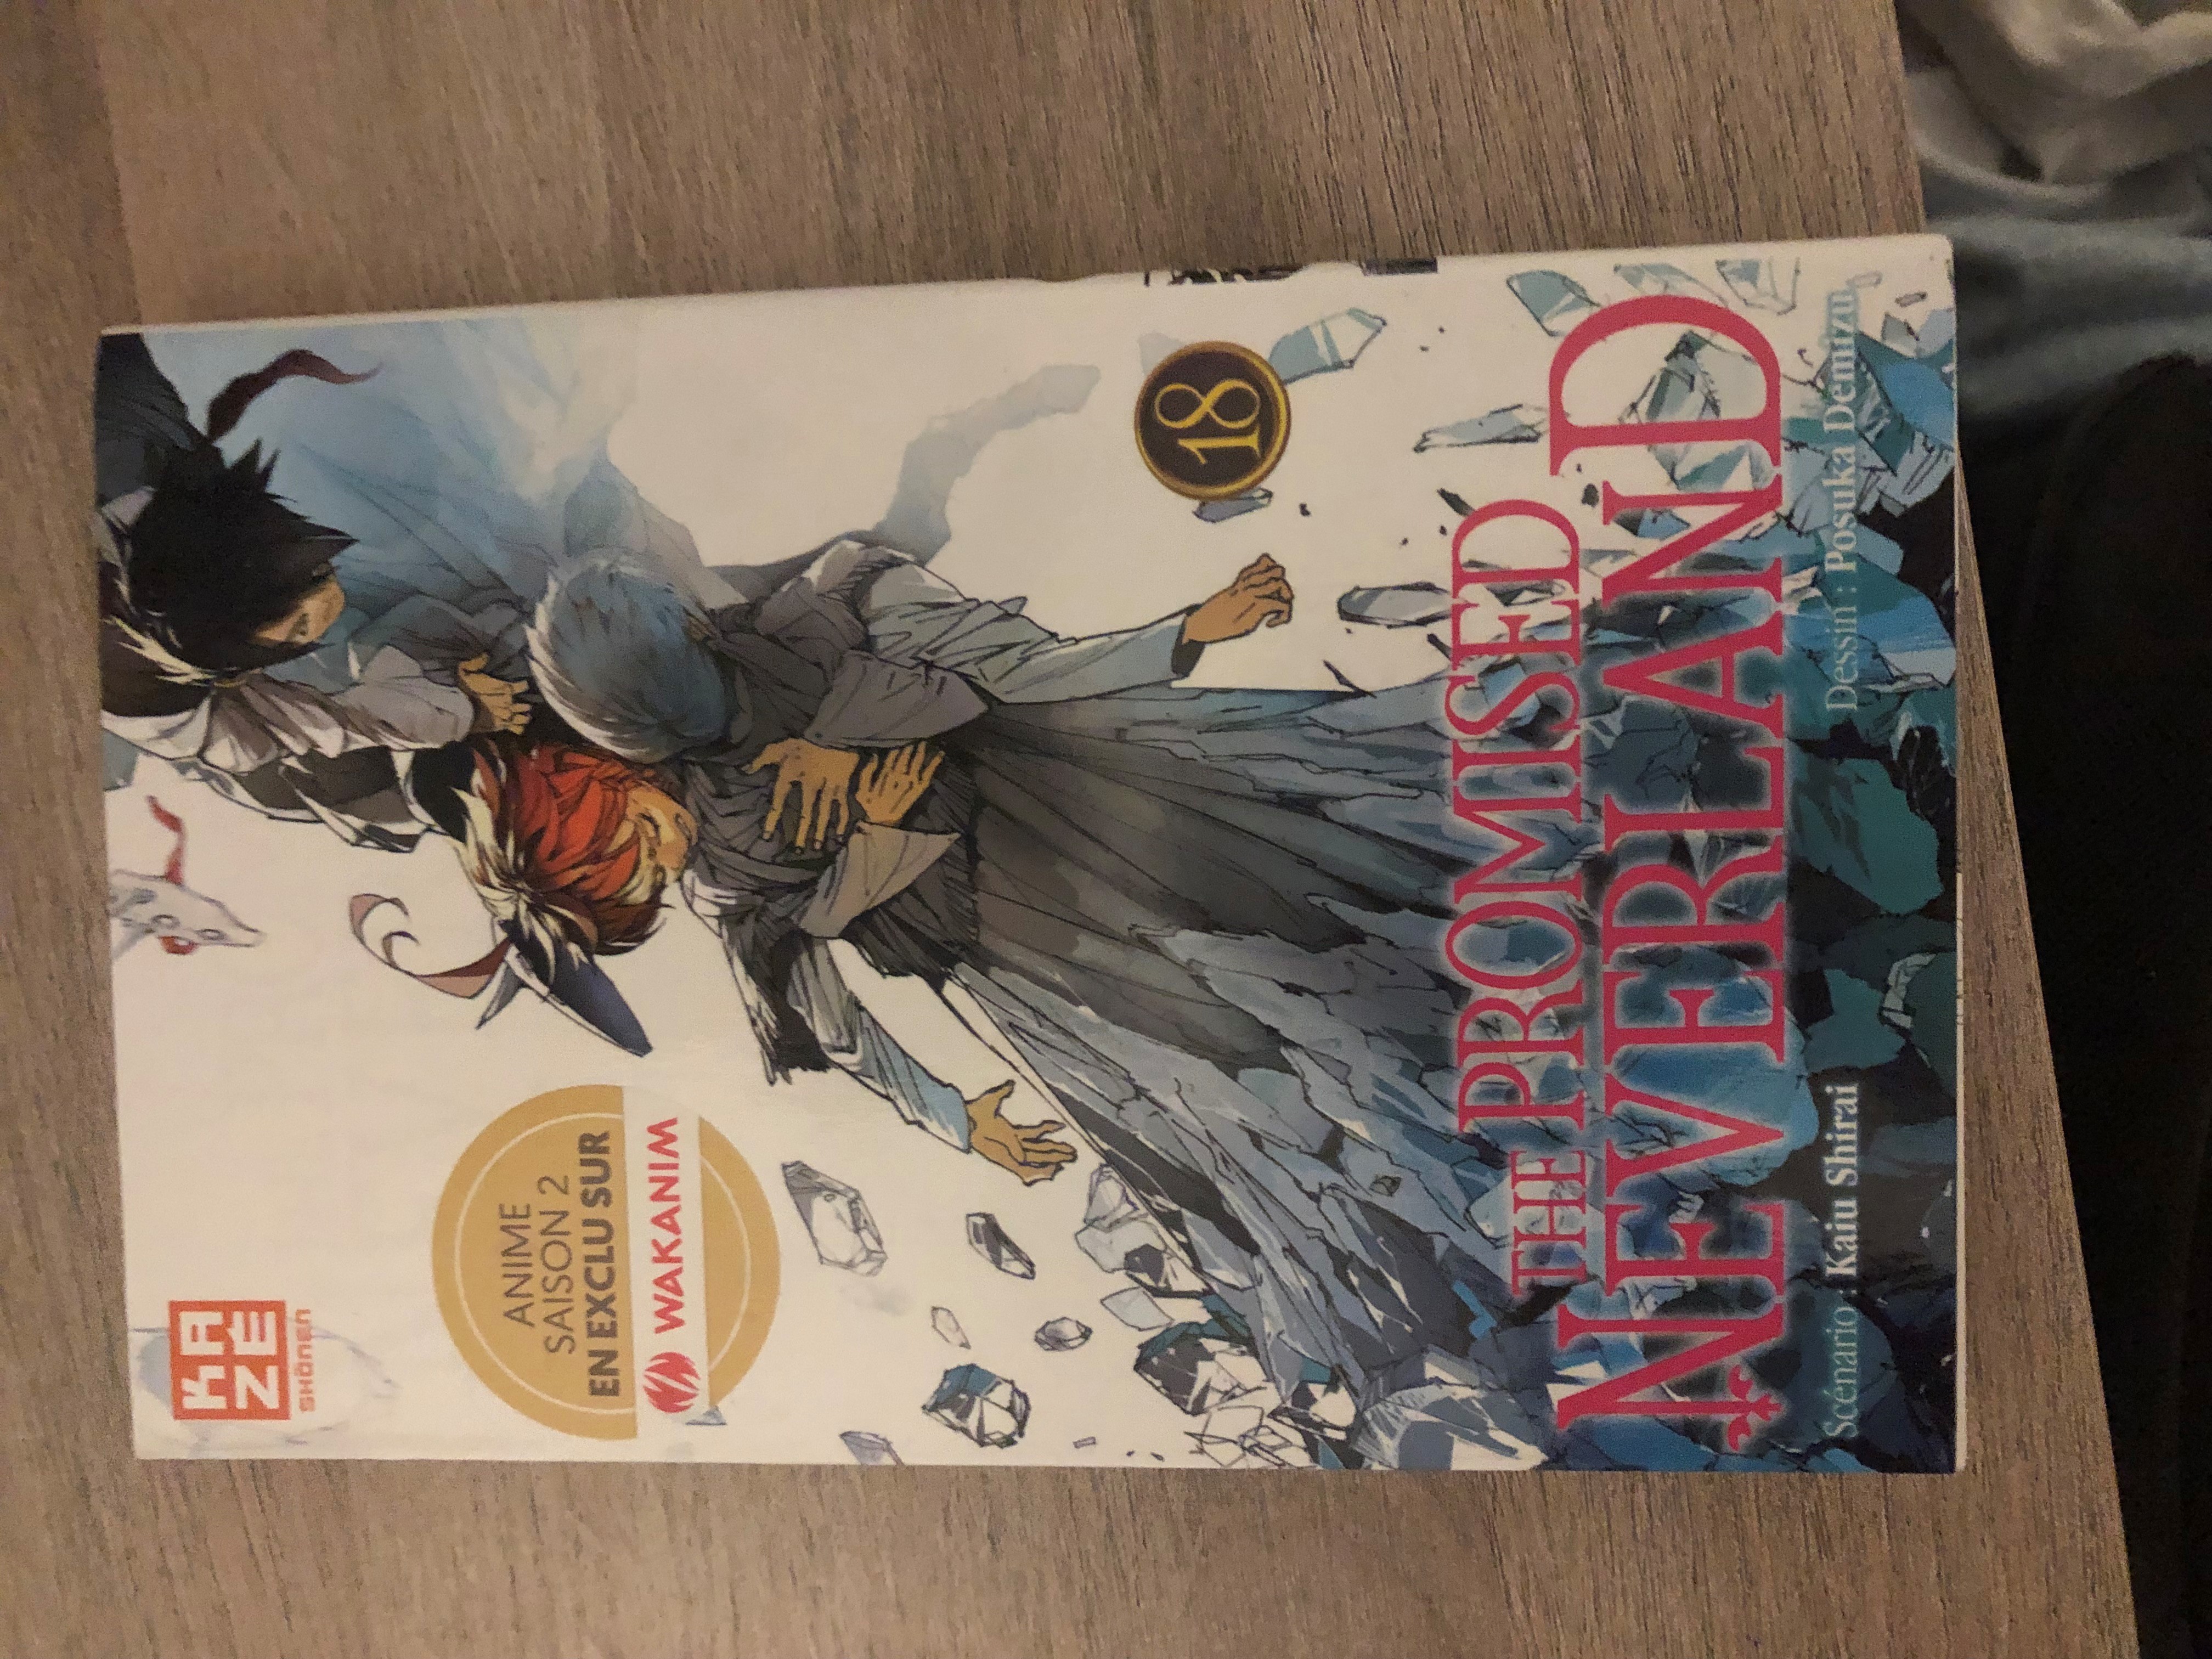 KA
ZÉ
SHÖNEN
ANIME
SAISON 2
EN EXCLU SUR
WAKANIM
18
THE PROMISED
NEVERLAND
Scénario : Kaiu Shirai
Dessin : Posuka Demizu